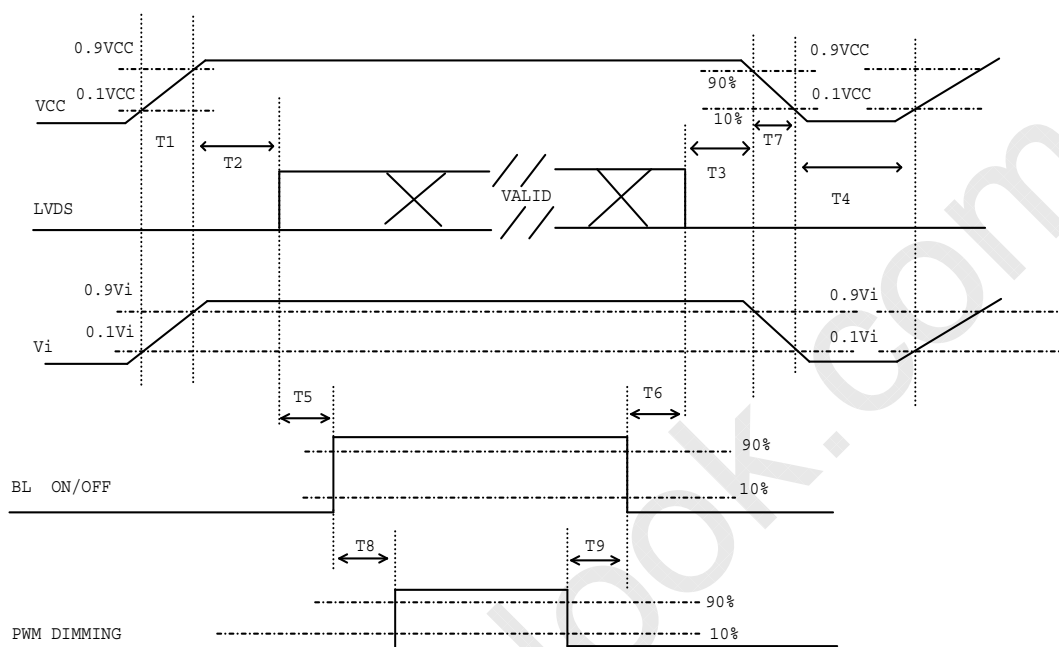 0.9VCC
0.9VCC
90%
0.1VCC
0.1VCC
VCC
10%
T1
T2
T3
T7
T4
VALID
LVDS
0.9Vi
0.9Vi
0.1Vi
0.1Vi
Vi
T5
T6
90%
BL ON/OFF
10%
T8
T9
90%
PWM DIMMING
10%
look.com